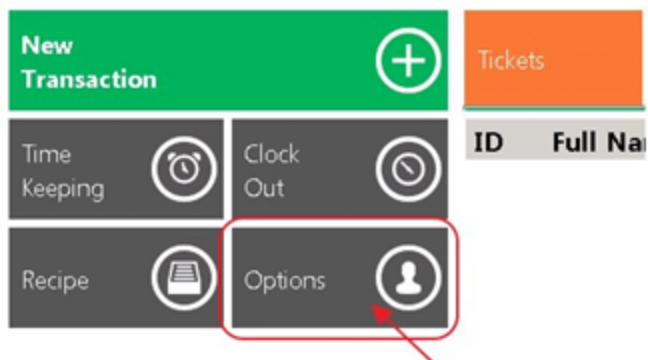 New
Transaction
Tickets
ID Full Na
Time
Keeping
Clock
Out
Recipe
Options